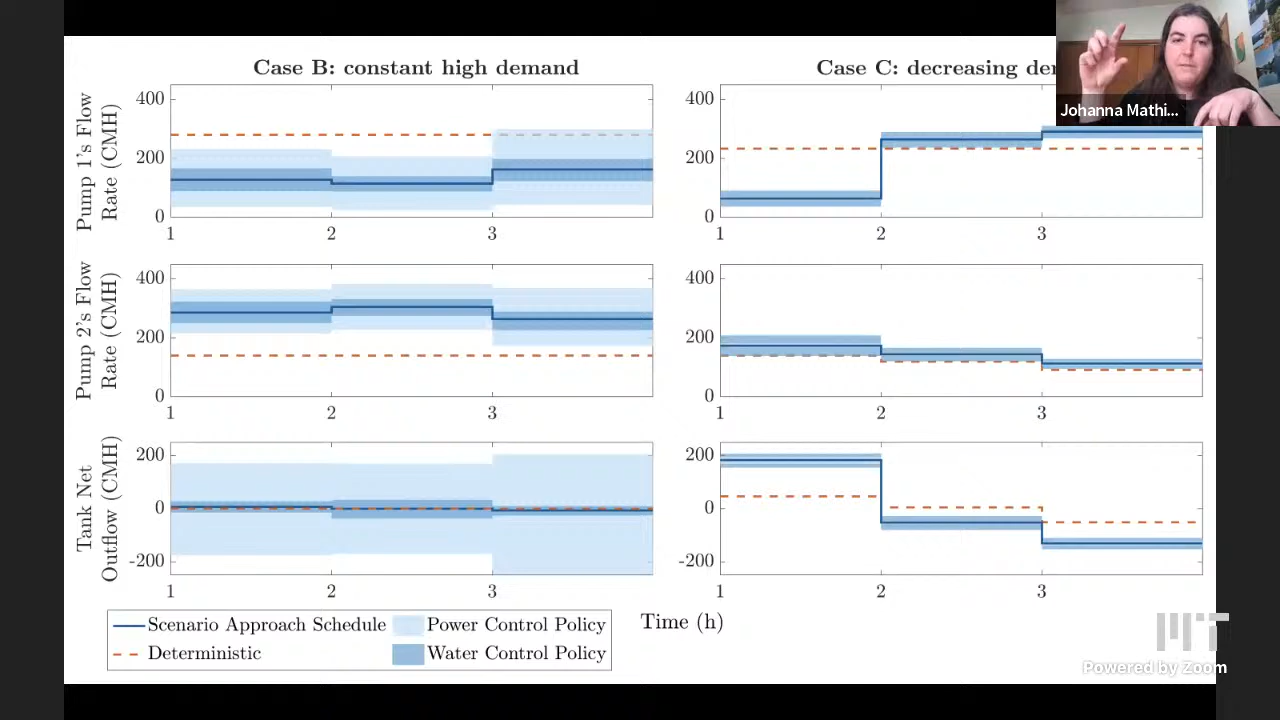 Case B: constant high demand
Case C: decreasing
Johanna Mathi...
Pump 1's Flow
Rate (CMH)
400
200
0
1
2
3
400
200
0
1
2
3
Pump 2's Flow
Rate (CMH)
400
200
0
1
2
3
400
200
0
1
2
3
Tank Net
Outflow (CMH)
200
0
-200
1
2
3
200
0
-200
1
2
3
Time (h)
Scenario Approach Schedule
Power Control Policy
Deterministic
Water Control Policy
MIT
Powered by Zoom